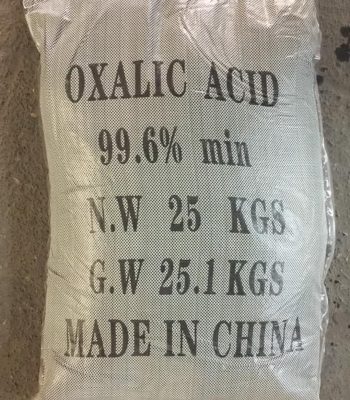 OXALIC ACID
99.6% min
N.W 25 KGS
G.W 25.1 KGS
MADE IN CHINA